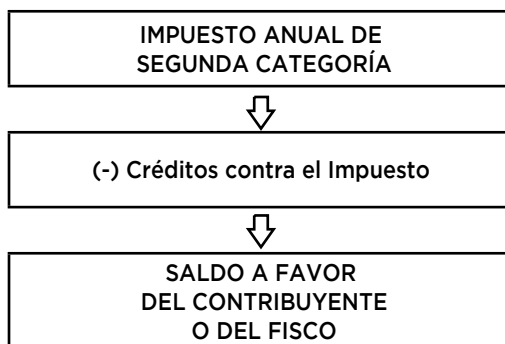 IMPUESTO ANUAL DE
SEGUNDA CATEGORÍA
(-) Créditos contra el Impuesto
SALDO A FAVOR
DEL CONTRIBUYENTE
O DEL FISCO